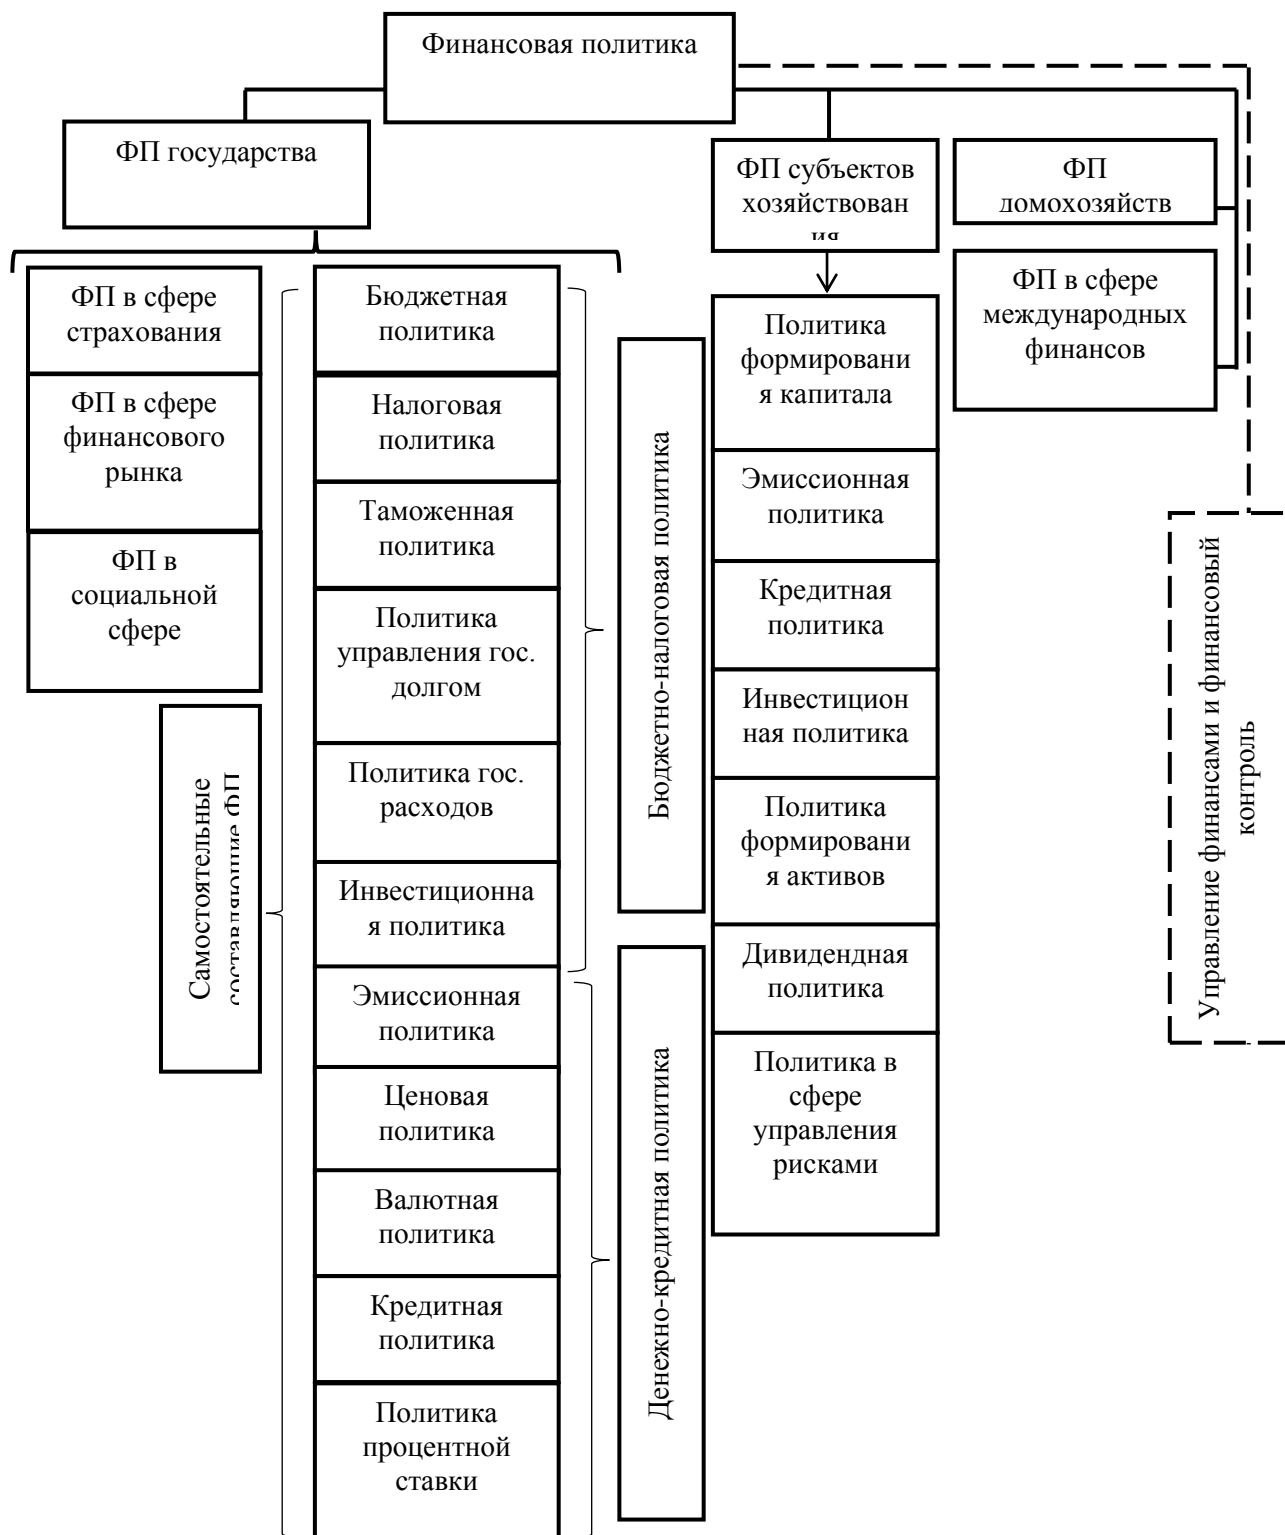 Финансовая политика
ФП государства
ФП субъектов
хозяйствован
ия
ФП
домохозяйств
ФП в сфере
международных
финансов
ФП в сфере
страхования
ФП в сфере
финансового
рынка
ФП в
социальной
сфере
Самостоятельные
составляющие ФП
Бюджетная
политика
Налоговая
политика
Таможенная
политика
Политика
управления гос.
долгом
Политика гос.
расходов
Инвестиционна
я политика
Эмиссионная
политика
Ценовая
политика
Валютная
политика
Кредитная
политика
Политика
процентной
ставки
Бюджетно-налоговая политика
Денежно-кредитная политика
Политика
формировани
я капитала
Эмиссионная
политика
Кредитная
политика
Инвестицион
ная политика
Политика
формировани
я активов
Дивидендная
политика
Политика в
сфере
управления
рисками
Управление финансами и финансовый
контроль